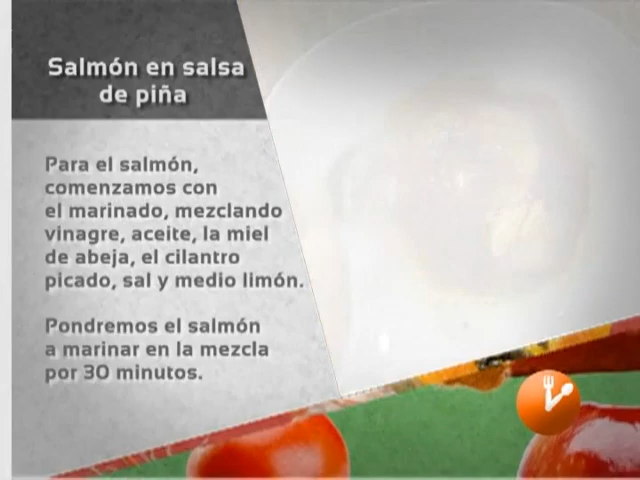 Salmón en salsa
de piña
Para el salmón,
comenzamos con
el marinado, mezclando
vinagre, aceite, la miel
de abeja, el cilantro
picado, sal y medio limón.
Pondremos el salmón
a marinar en la mezcla
por 30 minutos.